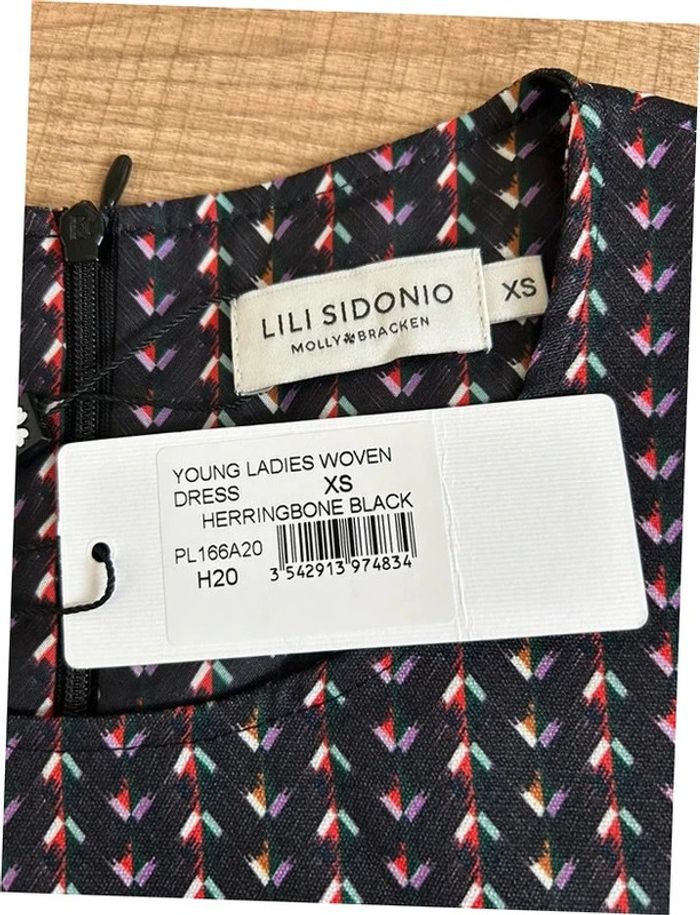 LILI SIDONIO
MOLLY BRACKEN
XS
YOUNG LADIES WOVEN
DRESS XS
HERRINGBONE BLACK
PL166A20
H20
3 542913 974834